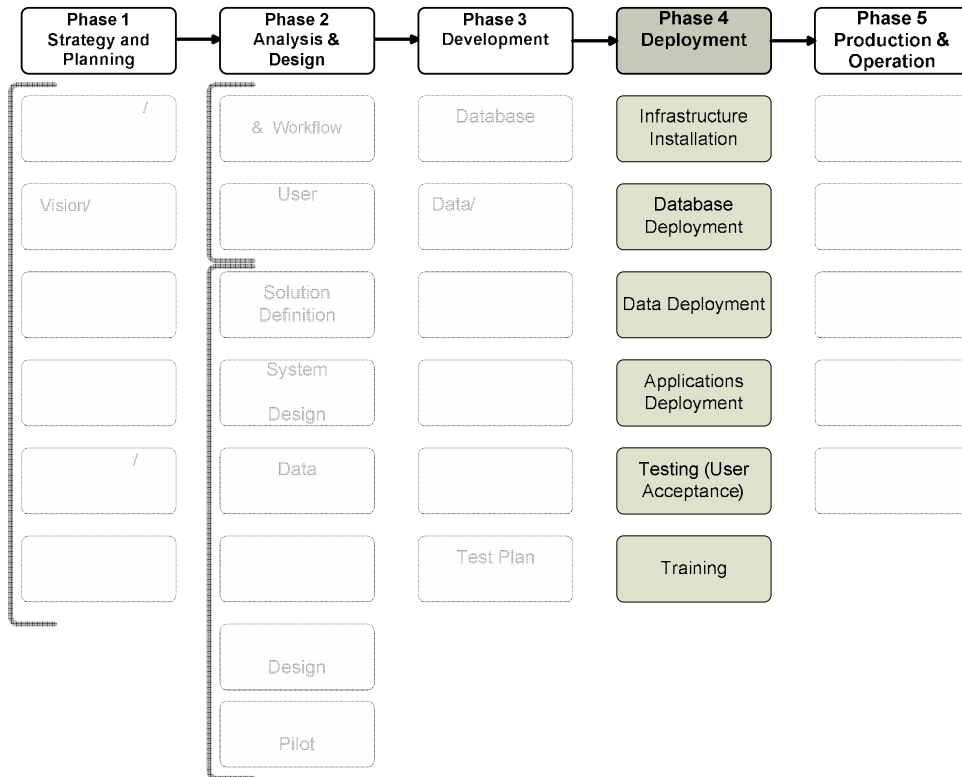 Phase 1
Strategy and
Planning
Phase 2
Analysis &
Design
Phase 3
Development
Phase 4
Deployment
Phase 5
Production &
Operation
/
Vision/
/
& Workflow
User
Solution
Definition
System
Design
Data
Design
Pilot
Database
Data/
Test Plan
Infrastructure
Installation
Database
Deployment
Data Deployment
Applications
Deployment
Testing (User
Acceptance)
Training